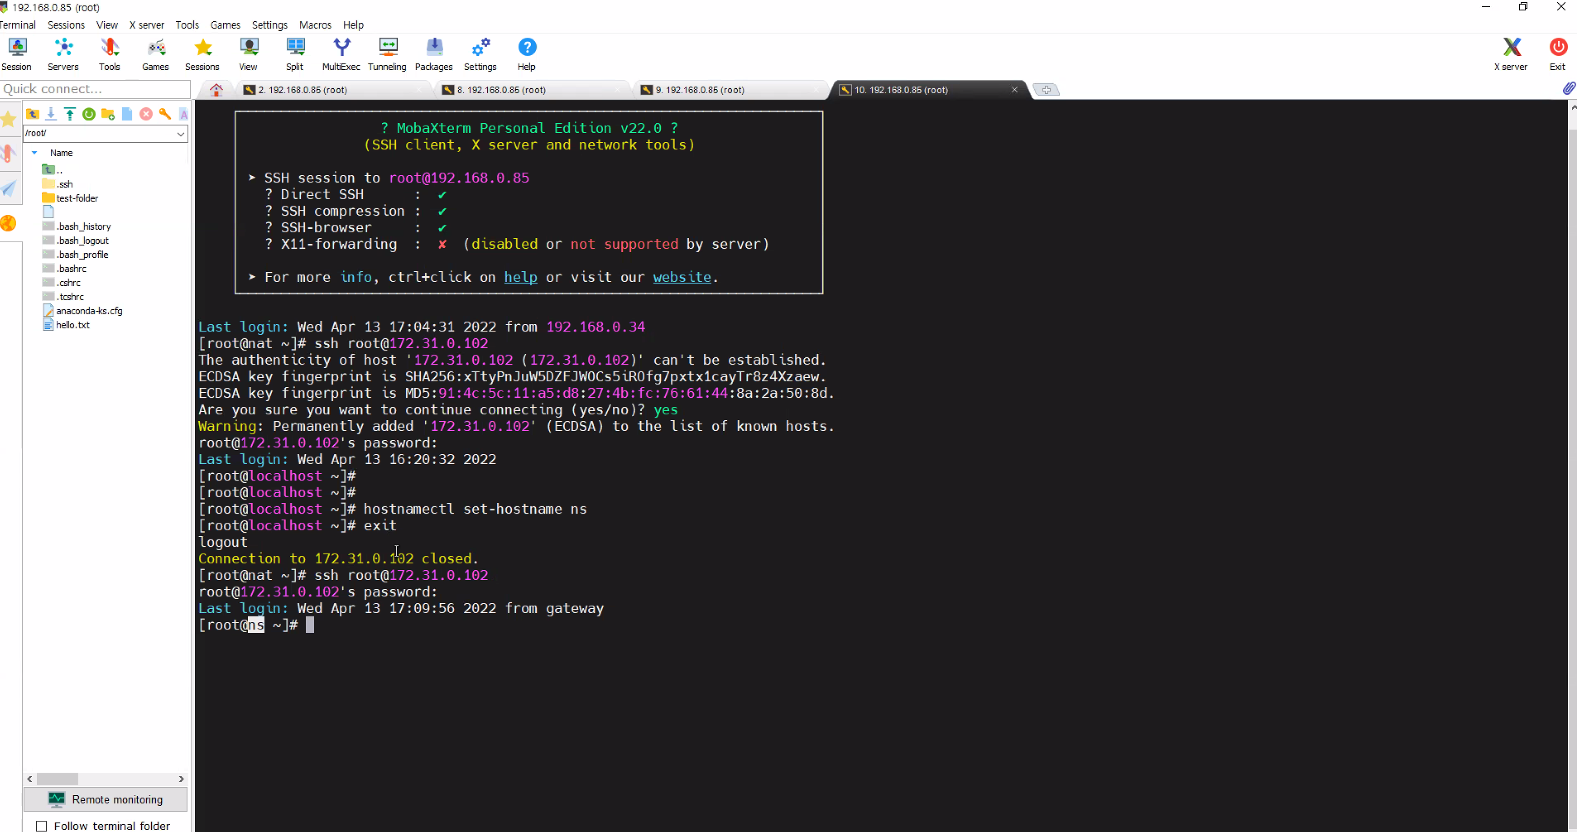 192.168.0.85 (root)
Terminal Sessions View X server Tools Games Settings Macros Help
Session Servers Tools Games Sessions View Split MultiExec Tunneling Packages Settings Help X server Exit
Quick connect...
2. 192.168.0.85 (root) 8. 192.168.0.85 (root) 9. 192.168.0.85 (root) 10. 192.168.0.85 (root)
/root/
Name
..
.ssh
test-folder
.bash_history
.bash_logout
.bash_profile
.bashrc
.cshrc
.tcshrc
anaconda-ks.cfg
hello.txt
Remote monitoring
Follow terminal folder
? MobaXterm Personal Edition v22.0 ?
(SSH client, X server and network tools)
➤ SSH session to root@192.168.0.85
? Direct SSH : ✔
? SSH compression : ✔
? SSH-browser : ✔
? X11-forwarding : ✘ (disabled or not supported by server)
➤ For more info, ctrl+click on help or visit our website.
Last login: Wed Apr 13 17:04:31 2022 from 192.168.0.34
[root@nat ~]# ssh root@172.31.0.102
The authenticity of host '172.31.0.102 (172.31.0.102)' can't be established.
ECDSA key fingerprint is SHA256:xTtyPnJuW5DZFJWOCs5iROfg7pxtx1cayTr8z4Xzaew.
ECDSA key fingerprint is MD5:91:4c:5c:11:a5:d8:27:4b:fc:76:61:44:8a:2a:50:8d.
Are you sure you want to continue connecting (yes/no)? yes
Warning: Permanently added '172.31.0.102' (ECDSA) to the list of known hosts.
root@172.31.0.102's password:
Last login: Wed Apr 13 16:20:32 2022
[root@localhost ~]#
[root@localhost ~]#
[root@localhost ~]# hostnamectl set-hostname ns
[root@localhost ~]# exit
logout
Connection to 172.31.0.102 closed.
[root@nat ~]# ssh root@172.31.0.102
root@172.31.0.102's password:
Last login: Wed Apr 13 17:09:56 2022 from gateway
[root@ns ~]#